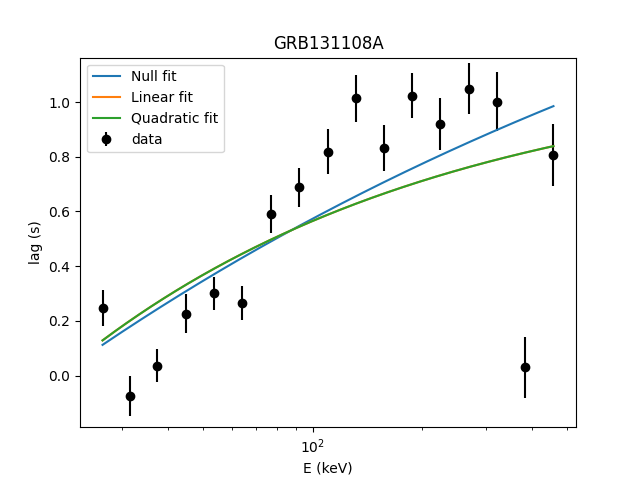 GRB131108A
Null fit
Linear fit
Quadratic fit
data
lag (s)
1.0
0.8
0.6
0.4
0.2
0.0
10²
E (keV)